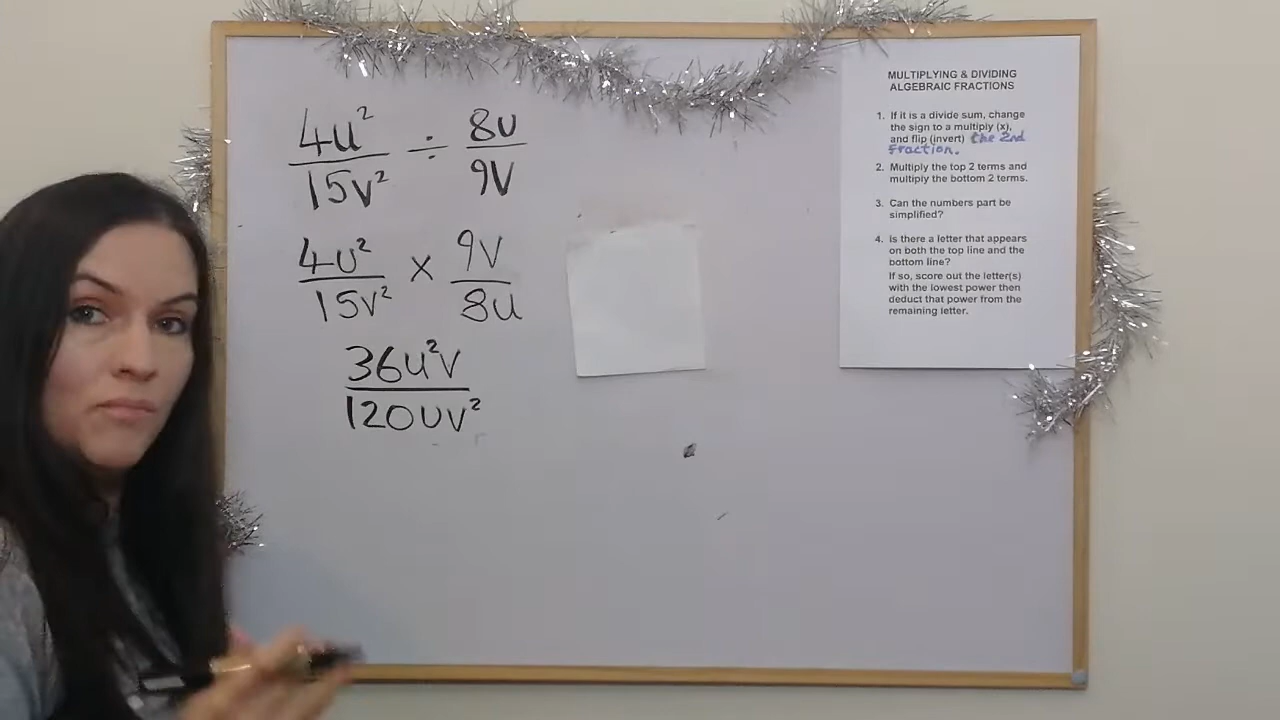 4u² ÷ 8u
15v² 9v
4u² x 9v
15v² 8u
36u²v
120uv²
MULTIPLYING & DIVIDING
ALGEBRAIC FRACTIONS
1. If it is a divide sum, change
the sign to a multiply (x),
and flip (invert) the 2nd
fraction.
2. Multiply the top 2 terms and
multiply the bottom 2 terms.
3. Can the numbers part be
simplified?
4. Is there a letter that appears
on both the top line and the
bottom line?
If so, score out the letter(s)
with the lowest power then
deduct that power from the
remaining letter.